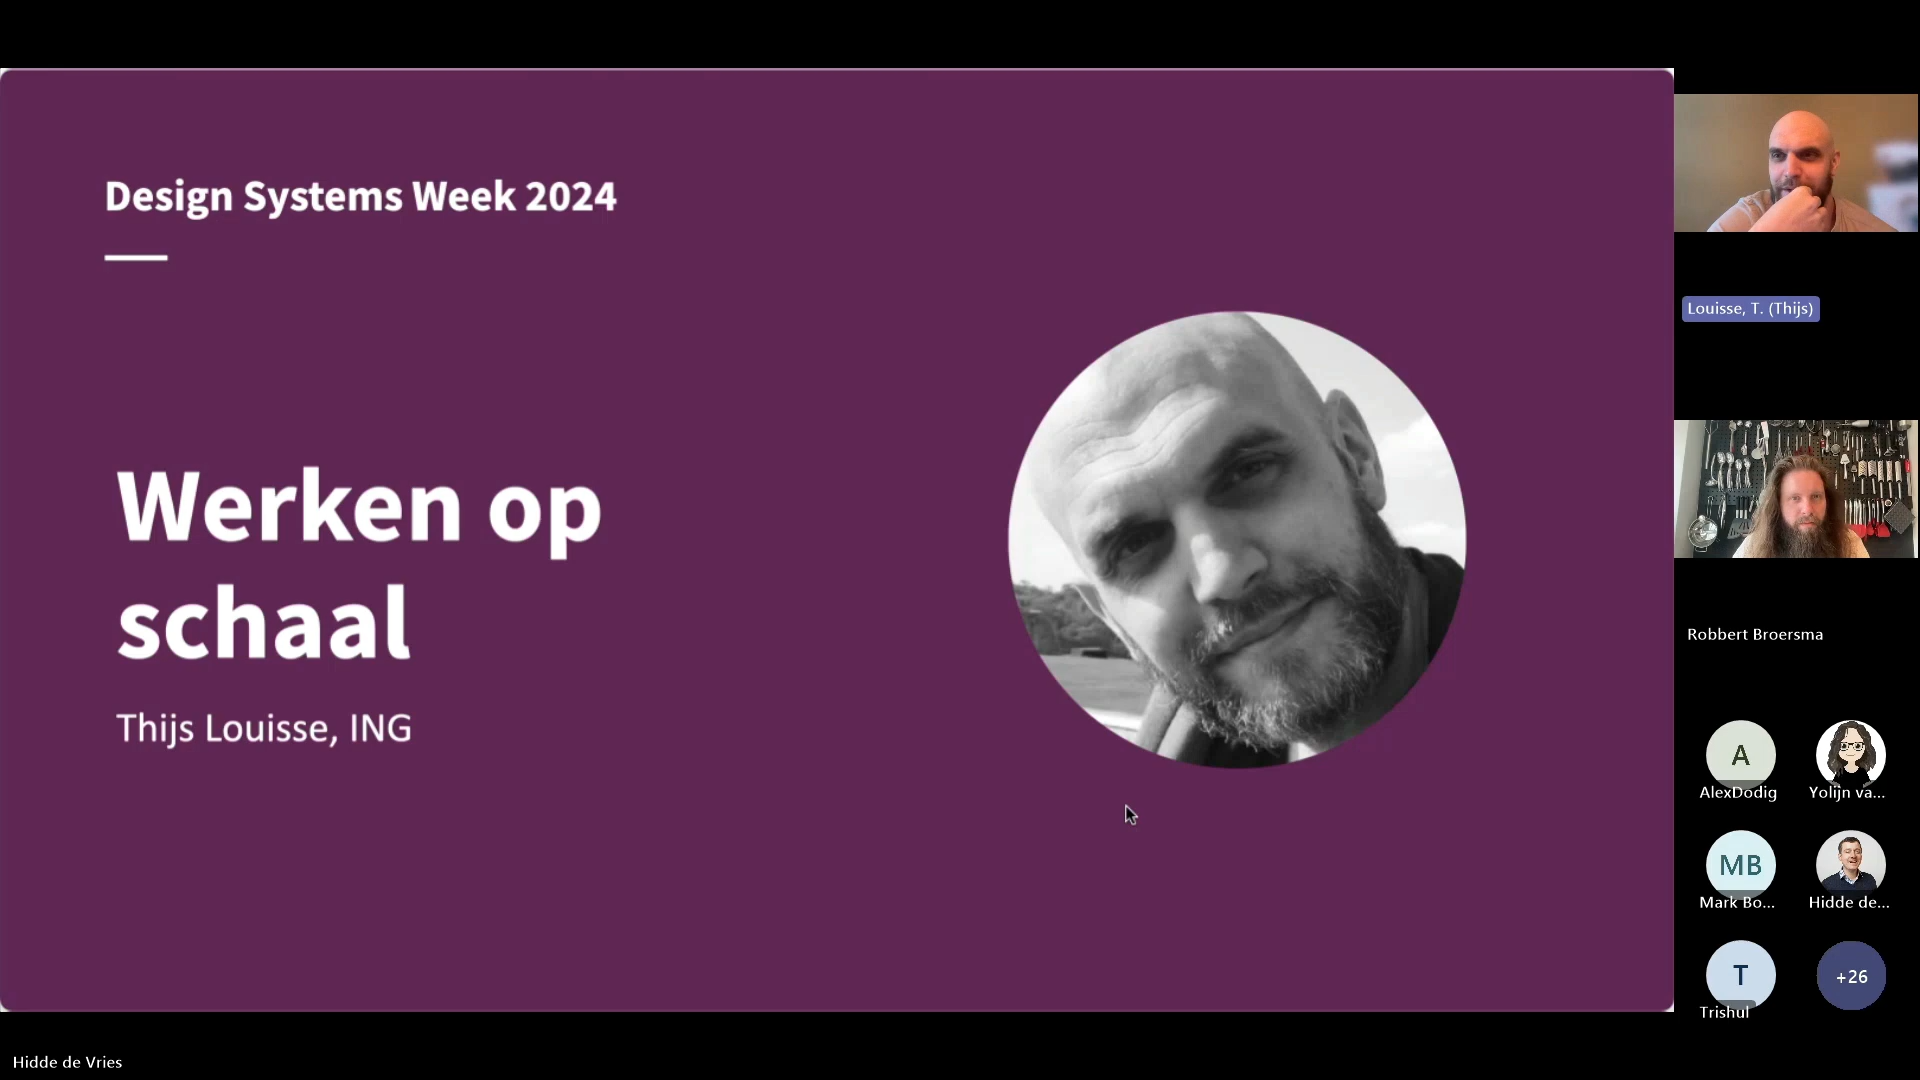 Design Systems Week 2024
Werken op
schaal
Thijs Louisse, ING
Louisse, T. (Thijs)
Robbert Broersma
A
AlexDodig
Yolijn va...
MB
Mark Bo...
Hidde de...
T
Trishul
+26
Hidde de Vries